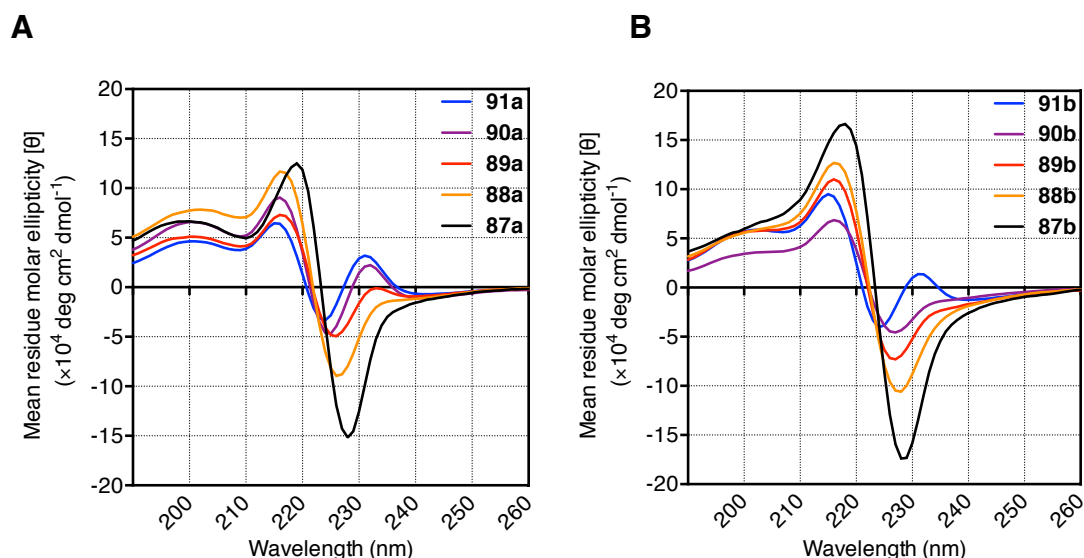 A
B
Mean residue molar ellipticity [θ]
(×10⁴ deg cm² dmol⁻¹)
20
15
10
5
0
-5
-10
-15
-20
91a
90a
89a
88a
87a
200
210
220
230
240
250
260
Wavelength (nm)
Mean residue molar ellipticity [θ]
(×10⁴ deg cm² dmol⁻¹)
20
15
10
5
0
-5
-10
-15
-20
91b
90b
89b
88b
87b
200
210
220
230
240
250
260
Wavelength (nm)